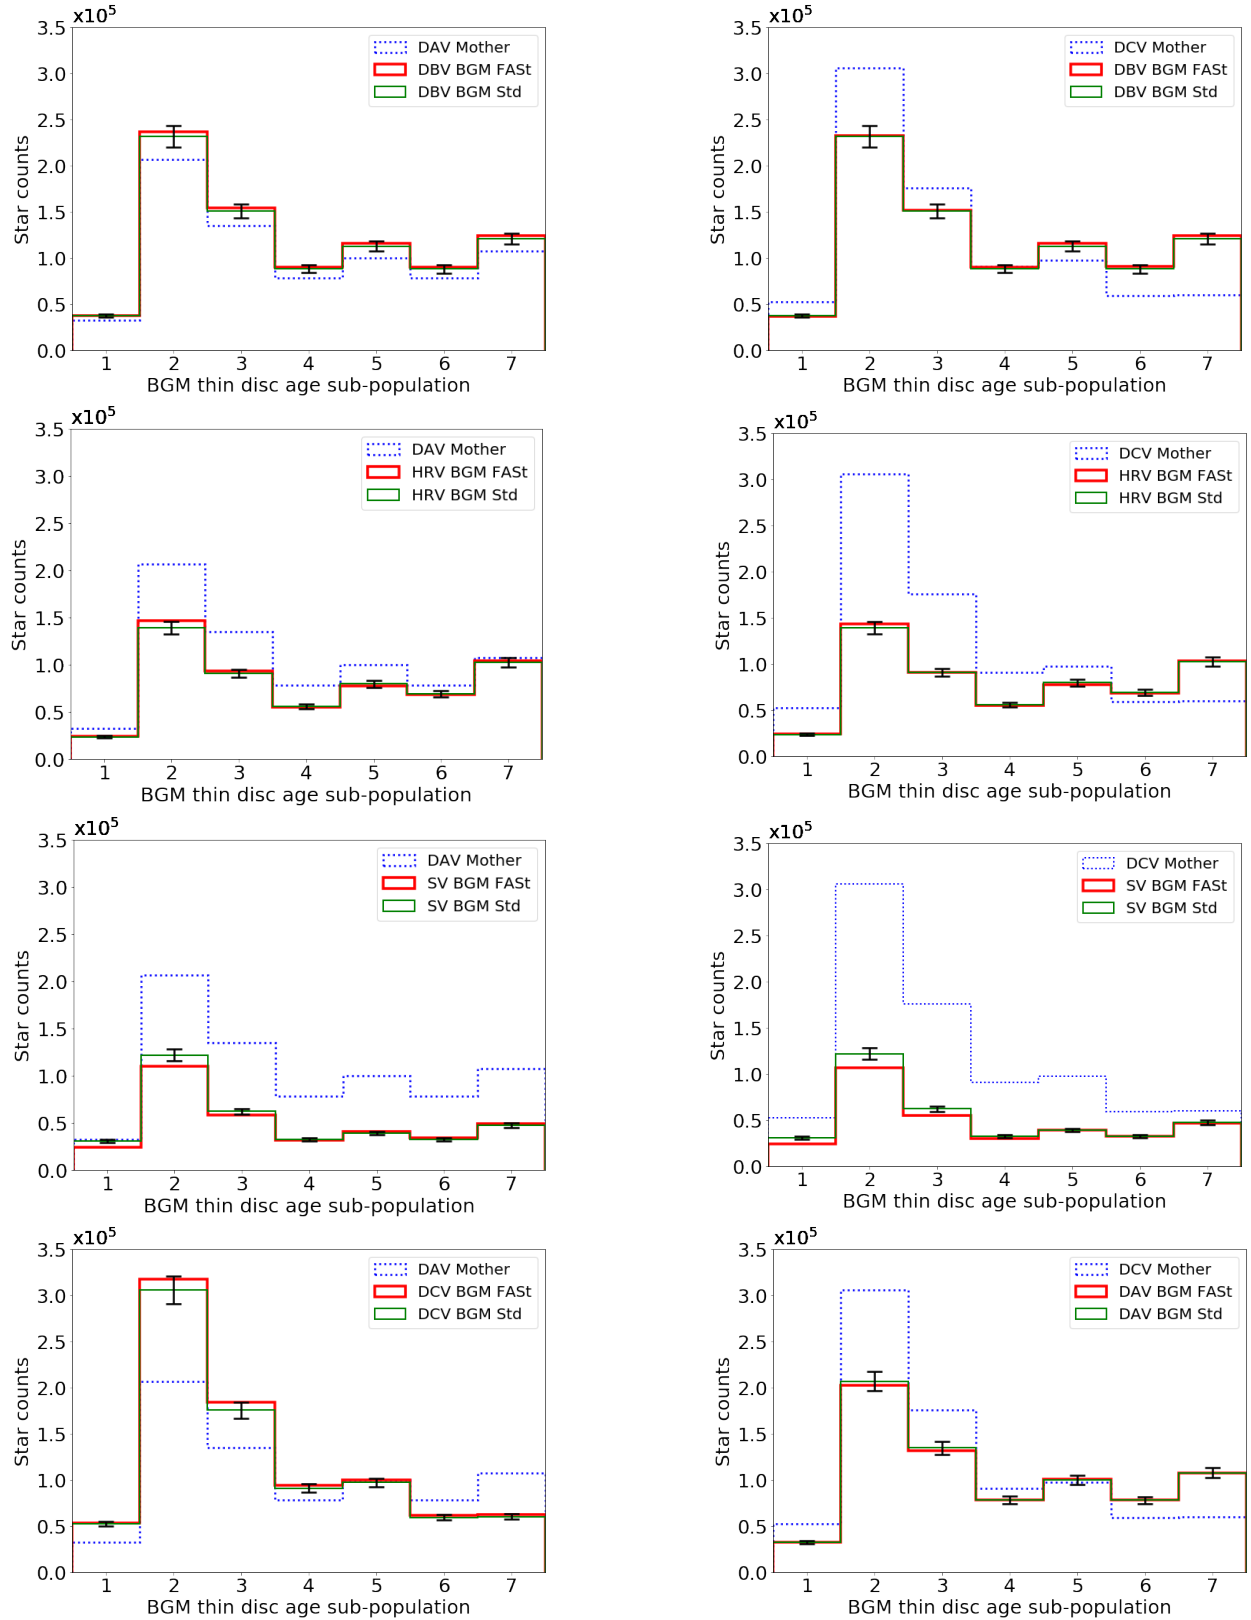 x10⁵
3.5
3.0
2.5
2.0
1.5
1.0
0.5
0.0
Star counts
DAV Mother
DBV BGM FASt
DBV BGM Std
1 2 3 4 5 6 7
BGM thin disc age sub-population
x10⁵
3.5
3.0
2.5
2.0
1.5
1.0
0.5
0.0
Star counts
DCV Mother
DBV BGM FASt
DBV BGM Std
1 2 3 4 5 6 7
BGM thin disc age sub-population
x10⁵
3.5
3.0
2.5
2.0
1.5
1.0
0.5
0.0
Star counts
DAV Mother
HRV BGM FASt
HRV BGM Std
1 2 3 4 5 6 7
BGM thin disc age sub-population
x10⁵
3.5
3.0
2.5
2.0
1.5
1.0
0.5
0.0
Star counts
DCV Mother
HRV BGM FASt
HRV BGM Std
1 2 3 4 5 6 7
BGM thin disc age sub-population
x10⁵
3.5
3.0
2.5
2.0
1.5
1.0
0.5
0.0
Star counts
DAV Mother
SV BGM FASt
SV BGM Std
1 2 3 4 5 6 7
BGM thin disc age sub-population
x10⁵
3.5
3.0
2.5
2.0
1.5
1.0
0.5
0.0
Star counts
DCV Mother
SV BGM FASt
SV BGM Std
1 2 3 4 5 6 7
BGM thin disc age sub-population
x10⁵
3.5
3.0
2.5
2.0
1.5
1.0
0.5
0.0
Star counts
DAV Mother
DCV BGM FASt
DCV BGM Std
1 2 3 4 5 6 7
BGM thin disc age sub-population
x10⁵
3.5
3.0
2.5
2.0
1.5
1.0
0.5
0.0
Star counts
DCV Mother
DAV BGM FASt
DAV BGM Std
1 2 3 4 5 6 7
BGM thin disc age sub-population